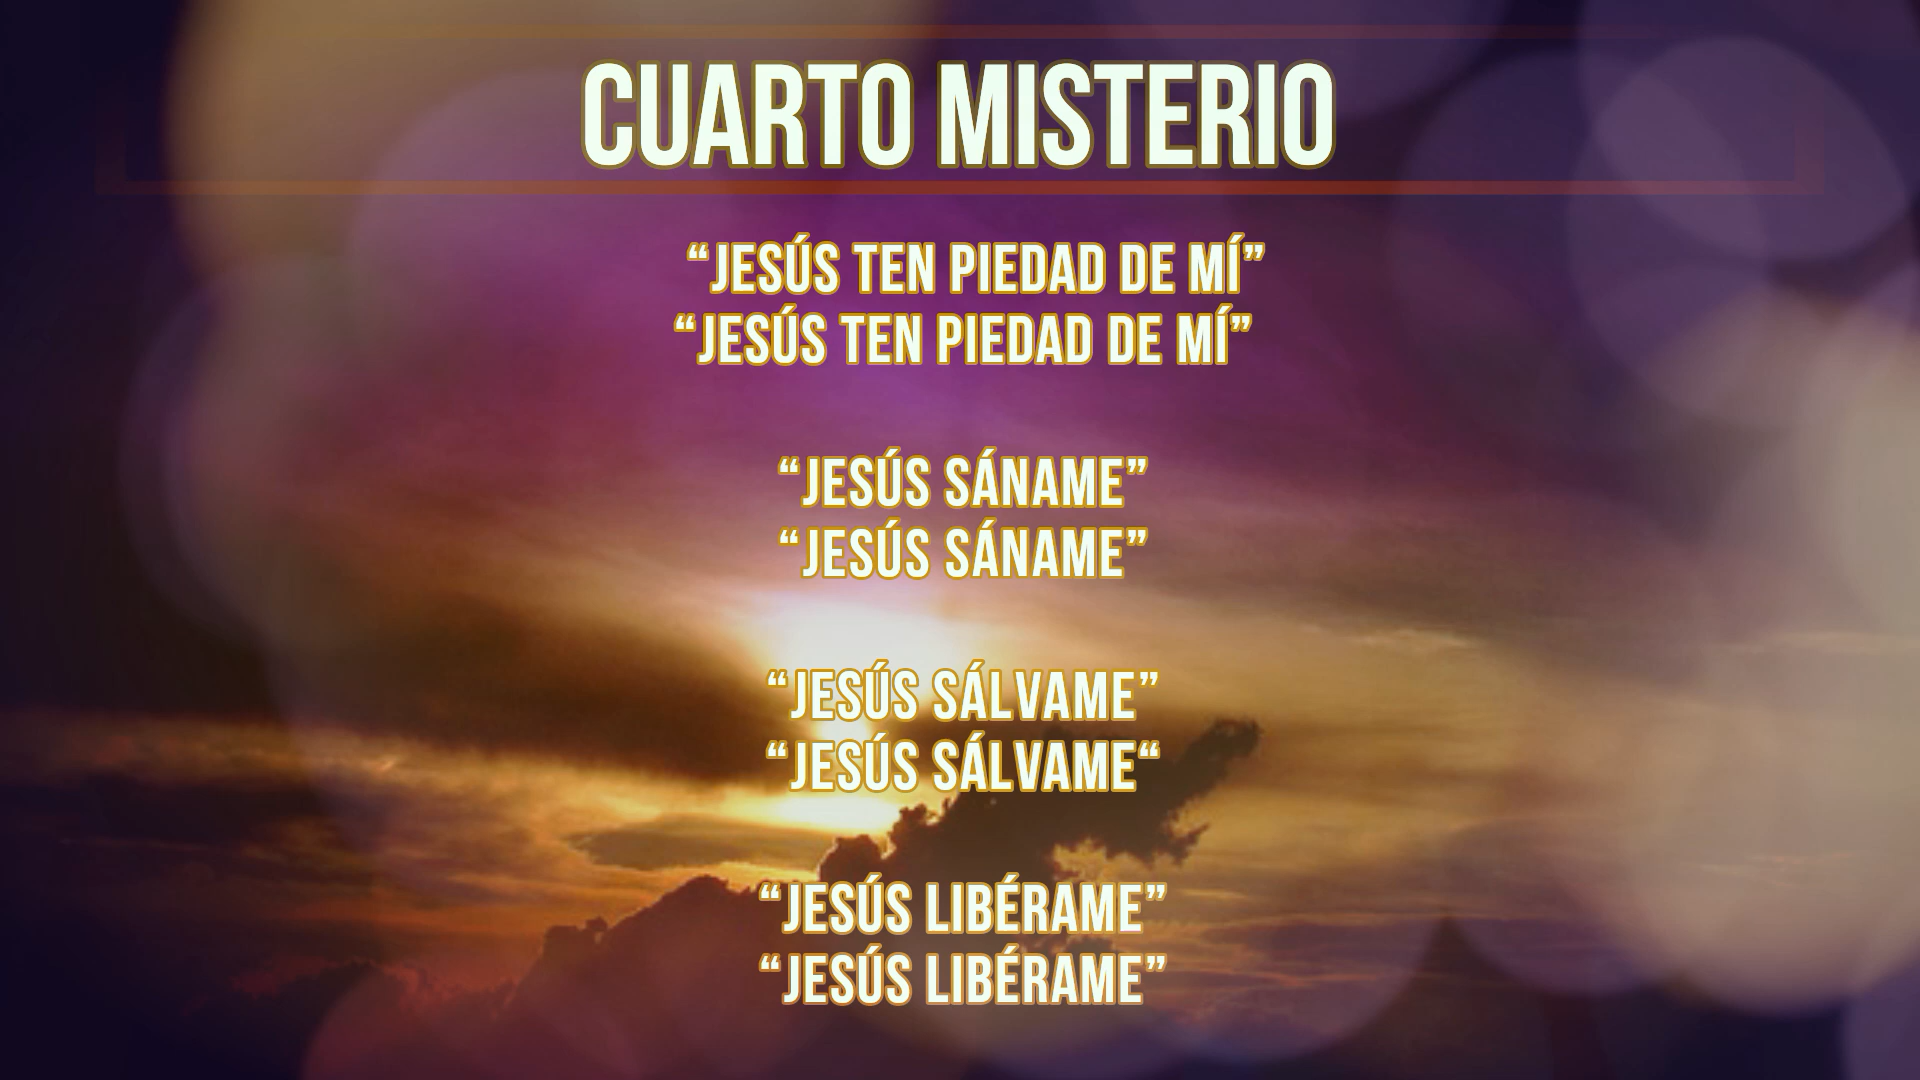 CUARTO MISTERIO
“JESÚS TEN PIEDAD DE MÍ”
“JESÚS TEN PIEDAD DE MÍ”
“JESÚS SÁNAME”
“JESÚS SÁNAME”
“JESÚS SÁLVAME”
“JESÚS SÁLVAME“
“JESÚS LIBÉRAME”
“JESÚS LIBÉRAME”